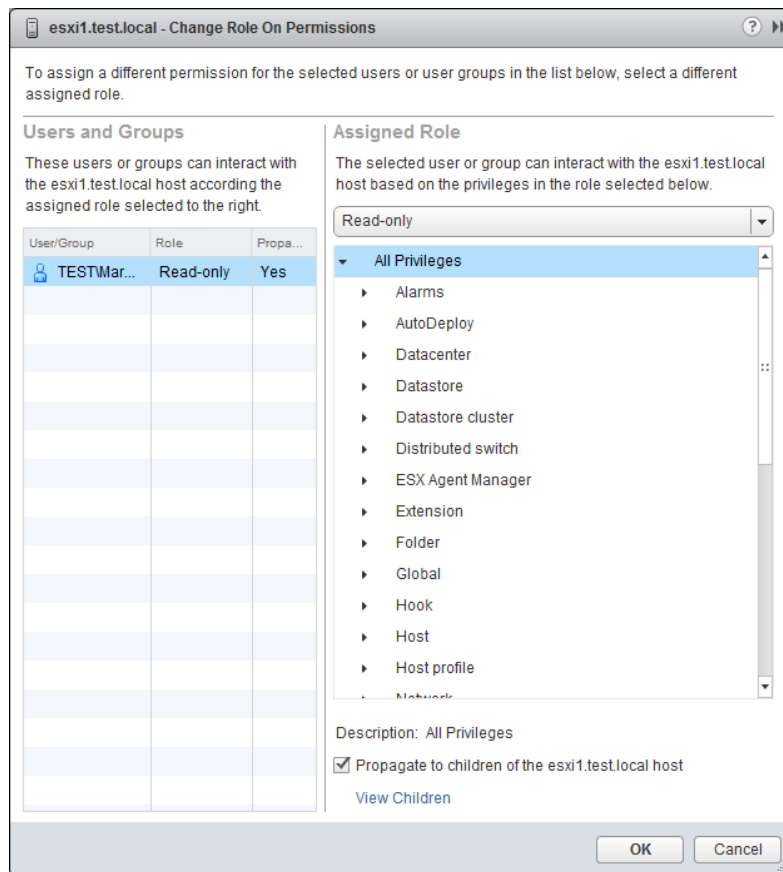 esxi1.test.local - Change Role On Permissions
To assign a different permission for the selected users or user groups in the list below, select a different
assigned role.
Users and Groups
These users or groups can interact with
the esxi1.test.local host according the
assigned role selected to the right.
User/Group Role Propa...
TEST\Mar... Read-only Yes
Assigned Role
The selected user or group can interact with the esxi1.test.local
host based on the privileges in the role selected below.
Read-only
All Privileges
Alarms
AutoDeploy
Datacenter
Datastore
Datastore cluster
Distributed switch
ESX Agent Manager
Extension
Folder
Global
Hook
Host
Host profile
Network
Description: All Privileges
Propagate to children of the esxi1.test.local host
View Children
OK Cancel